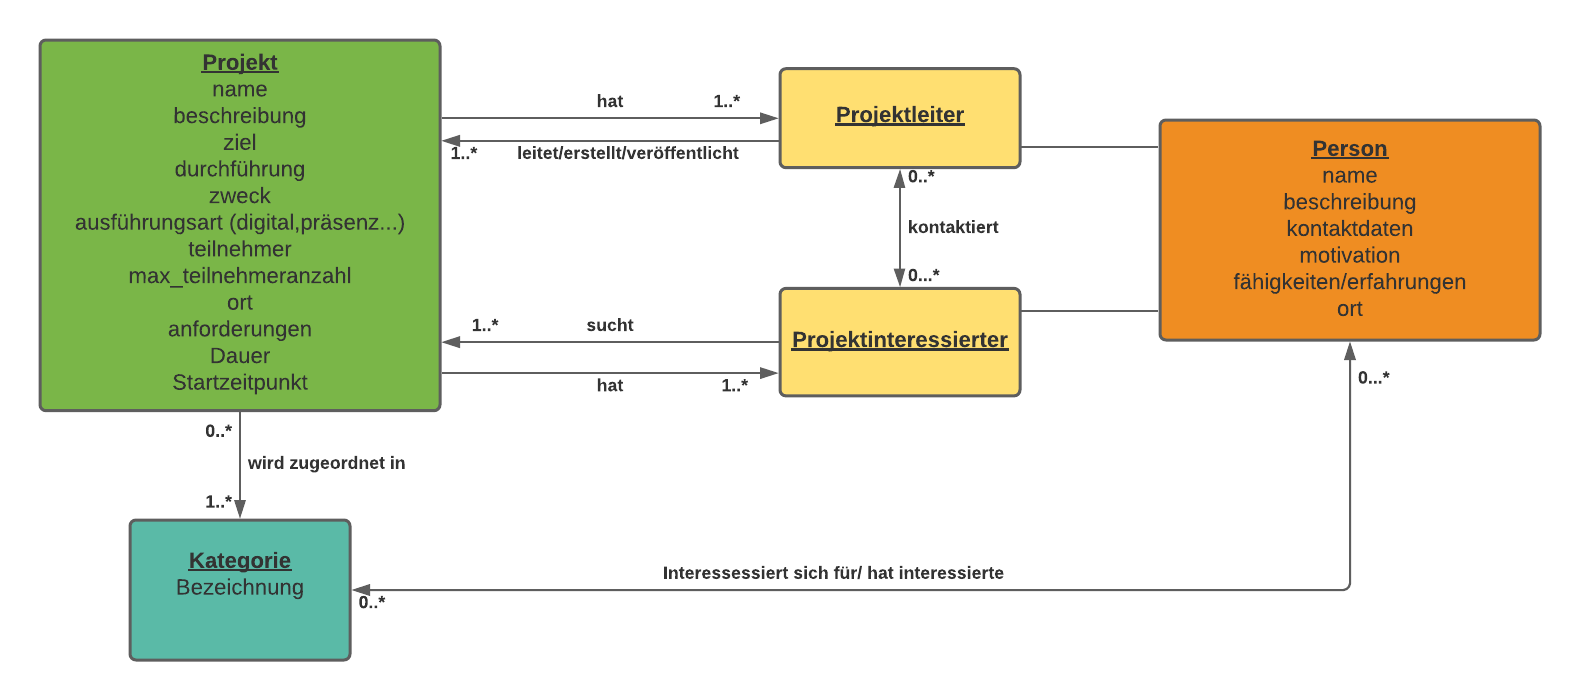 Projekt
name
beschreibung
ziel
durchführung
zweck
ausführungsart (digital,präsenz...)
teilnehmer
max_teilnehmeranzahl
ort
anforderungen
Dauer
Startzeitpunkt
hat
1..*
1..*
leitet/erstellt/veröffentlicht
Projektleiter
0..*
kontaktiert
0...*
1..*
sucht
hat
1..*
Projektinteressierter
Person
name
beschreibung
kontaktdaten
motivation
fähigkeiten/erfahrungen
ort
0...*
0..*
wird zugeordnet in
1..*
Kategorie
Bezeichnung
Interessessiert sich für/ hat interessierte
0..*